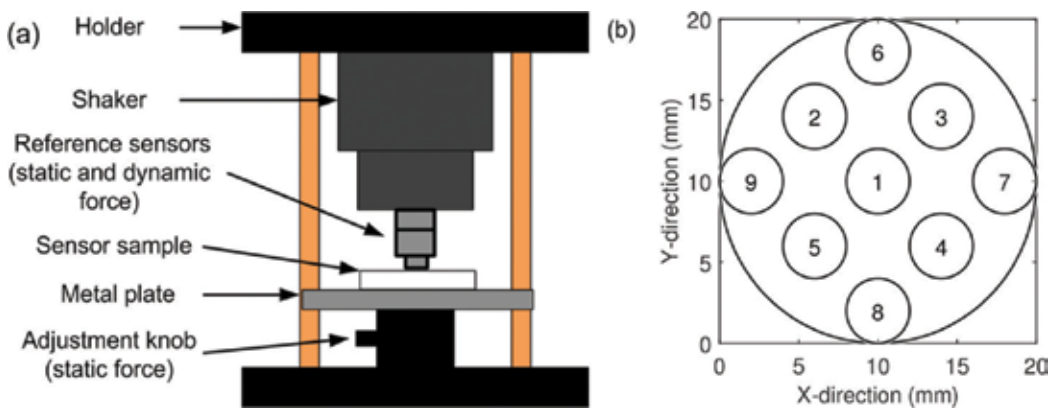 (a)
Holder
Shaker
Reference sensors
(static and dynamic
force)
Sensor sample
Metal plate
Adjustment knob
(static force)
(b)
20
15
10
5
0
Y-direction (mm)
6
2
3
9
1
7
5
4
8
0
5
10
15
20
X-direction (mm)